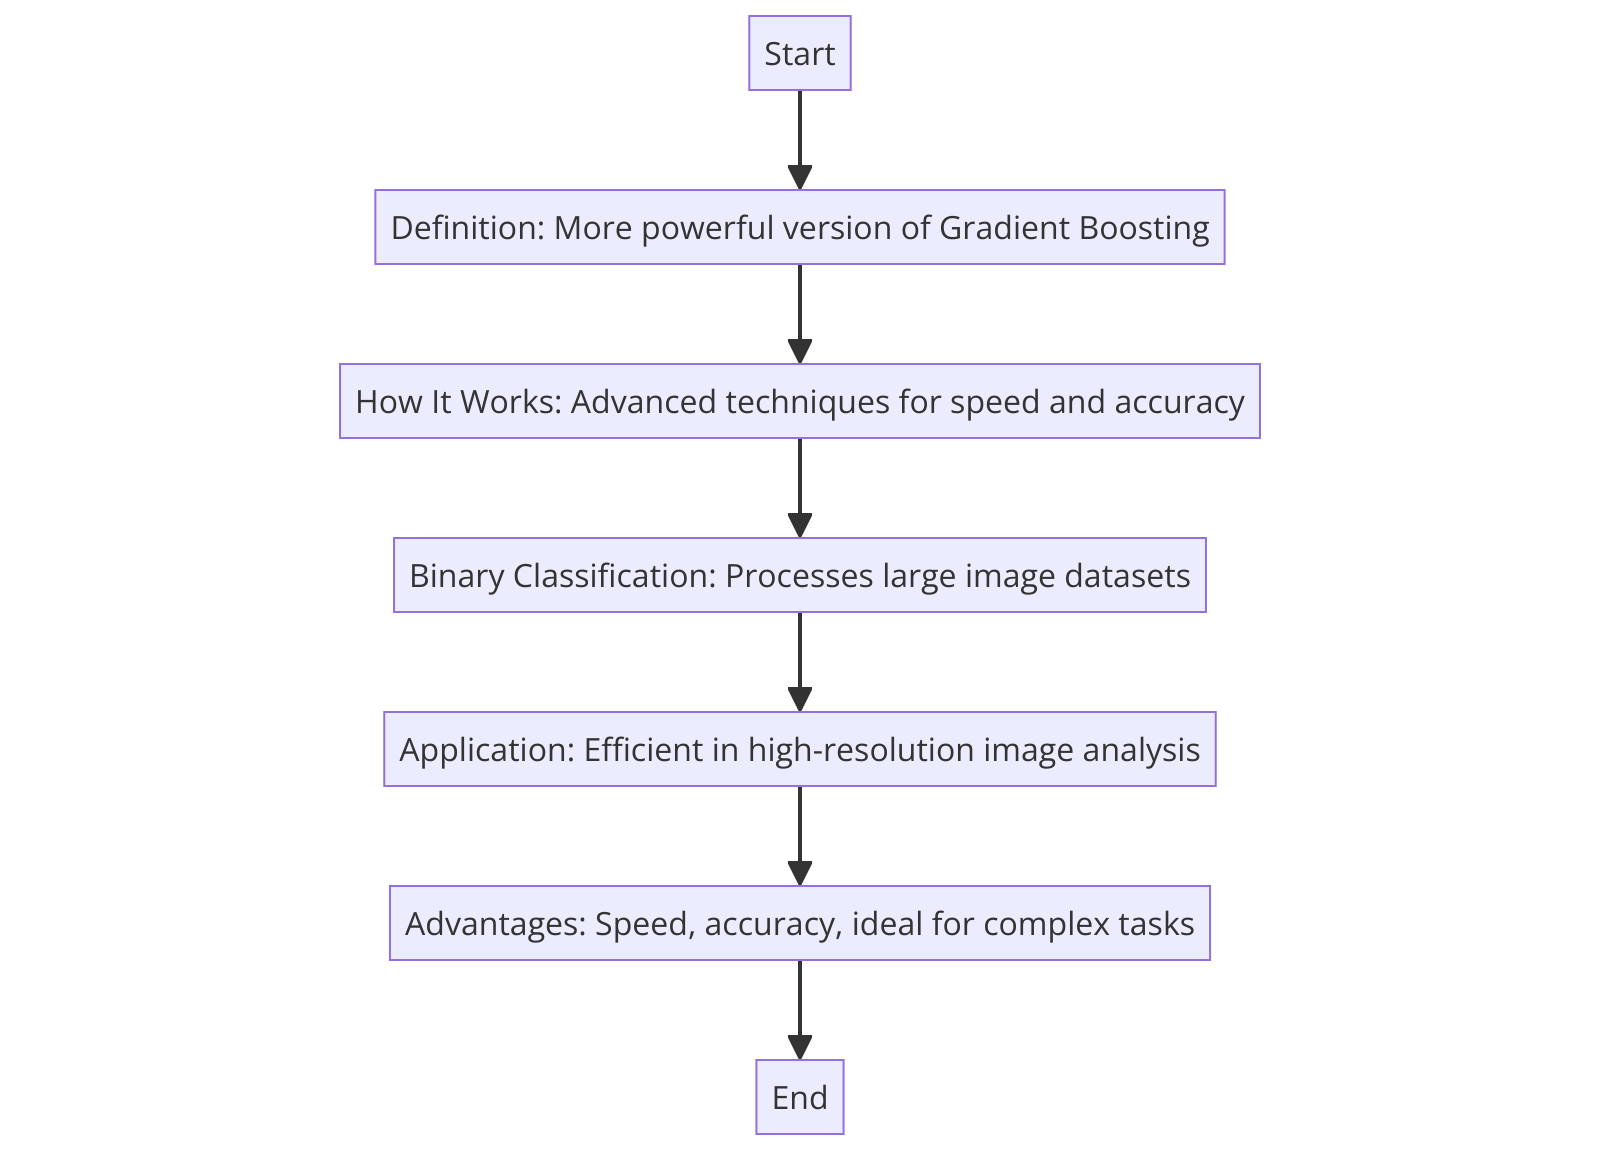 Start
Definition: More powerful version of Gradient Boosting
How It Works: Advanced techniques for speed and accuracy
Binary Classification: Processes large image datasets
Application: Efficient in high-resolution image analysis
Advantages: Speed, accuracy, ideal for complex tasks
End